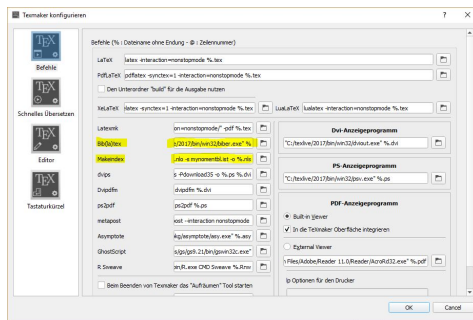 Texmaker konfigurieren
?
Befehle
Schnelles Übersetzen
Editor
Tastaturkürzel
Befehle (% : Dateiname ohne Endung - @ : Zeilennummer)
LaTeX latex -interaction=nonstopmode %.tex
PdfLaTeX pdflatex -synctex=1 -interaction=nonstopmode %.tex
Den Unterordner "build" für die Ausgabe nutzen
XeLaTeX xelatex -synctex=1 -interaction=nonstopmode %.tex LuaLaTeX lualatex -interaction=nonstopmode %.tex
Latexmk on=nonstopmode/" -pdf %.tex
Bib(la)tex e/2017/bin/win32/biber.exe" %
Makeindex .nlo -s mynomentbl.ist -o %.nls
dvips s -Pdownload35 -o %.ps %.dvi
Dvipdfm dvipdfm %.dvi
ps2pdf ps2pdf %.ps
metapost post --interaction nonstopmode
Asymptote kg/asymptote/asy.exe" %.asy
GhostScript s/gs/gs9.21/bin/gswin32c.exe"
R Sweave in/R.exe CMD Sweave %.Rnw
Beim Beenden von Texmaker das "Aufräumen" Tool starten
Dvi-Anzeigeprogramm
"C:/texlive/2017/bin/win32/dviout.exe" %.dvi
PS-Anzeigeprogramm
"C:/texlive/2017/bin/win32/psv.exe" %.ps
PDF-Anzeigeprogramm
Built-in Viewer
In die TeXmaker Oberfläche integrieren
External Viewer
n Files/Adobe/Reader 11.0/Reader/AcroRd32.exe" %.pdf
lp Optionen für den Drucker
OK
Cancel